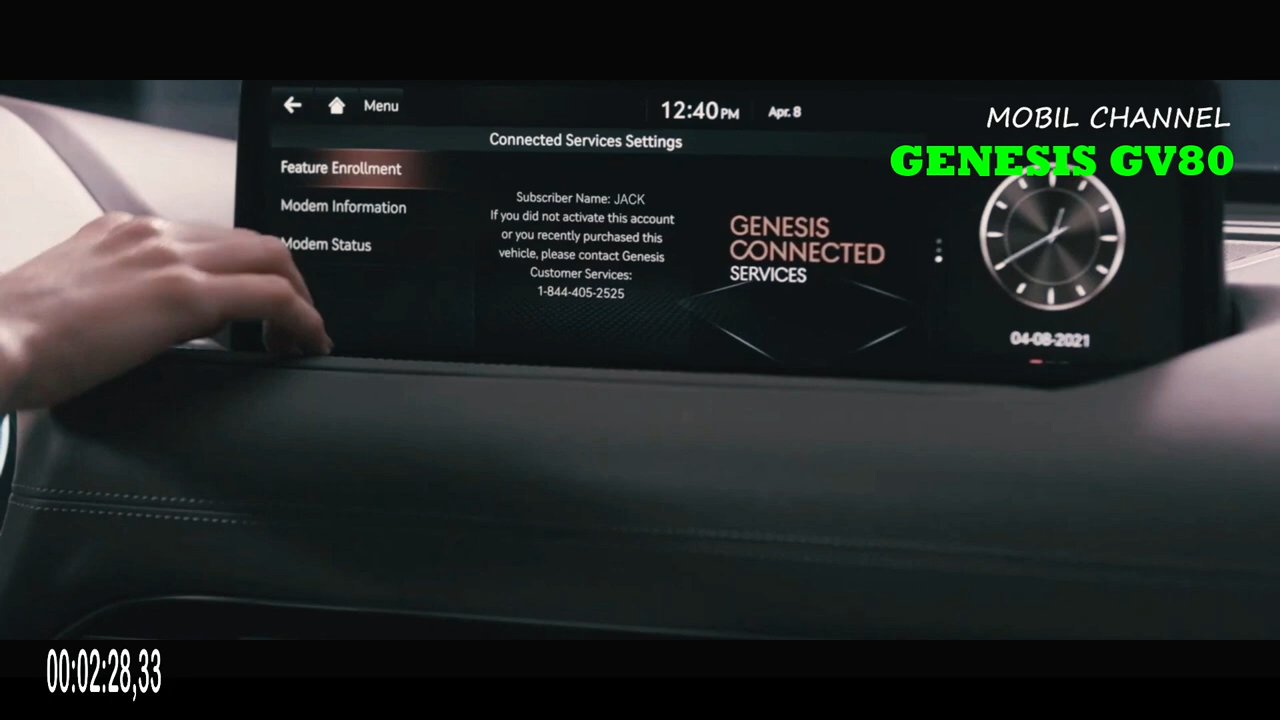 Menu
12:40 PM
Apr. 8
MOBIL CHANNEL
GENESIS GV80
Connected Services Settings
Feature Enrollment
Modem Information
Modem Status
Subscriber Name: JACK
If you did not activate this account
or you recently purchased this
vehicle, please contact Genesis
Customer Services:
1-844-405-2525
GENESIS
CONNECTED
SERVICES
04-08-2021
00:02:28,33